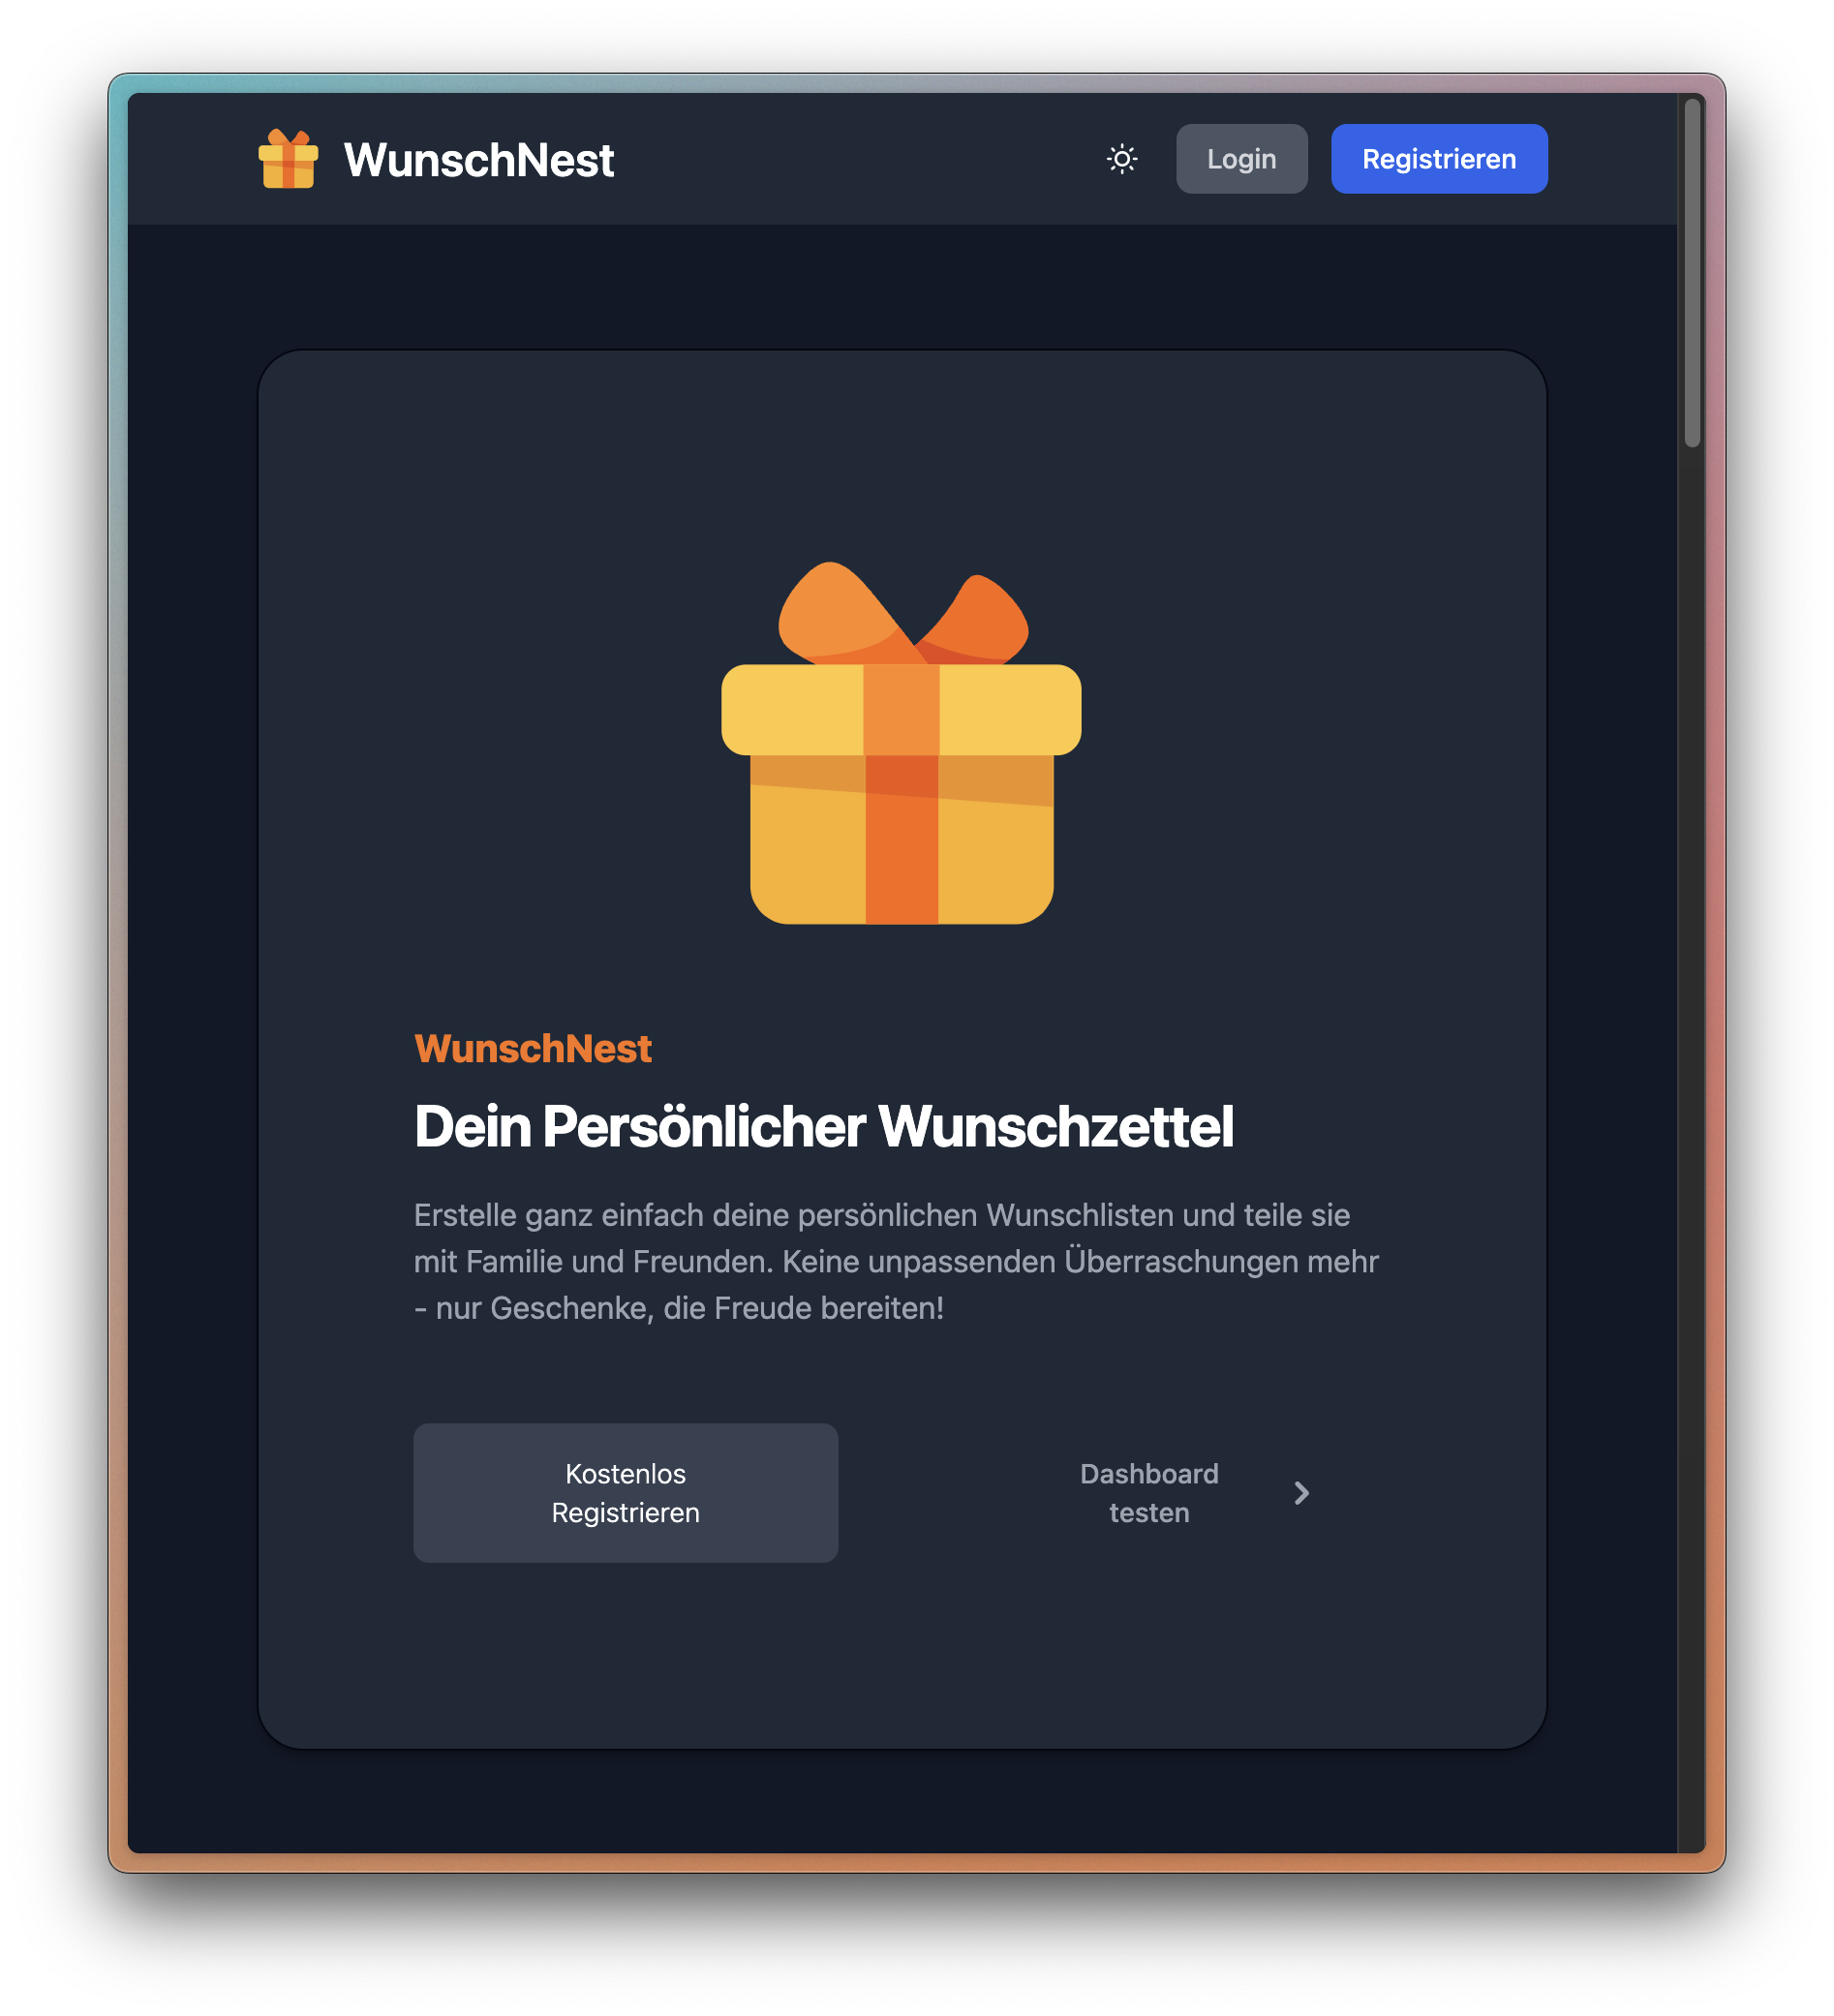 WunschNest
Login
Registrieren
WunschNest
Dein Persönlicher Wunschzettel
Erstelle ganz einfach deine persönlichen Wunschlisten und teile sie
mit Familie und Freunden. Keine unpassenden Überraschungen mehr
- nur Geschenke, die Freude bereiten!
Kostenlos
Registrieren
Dashboard
testen